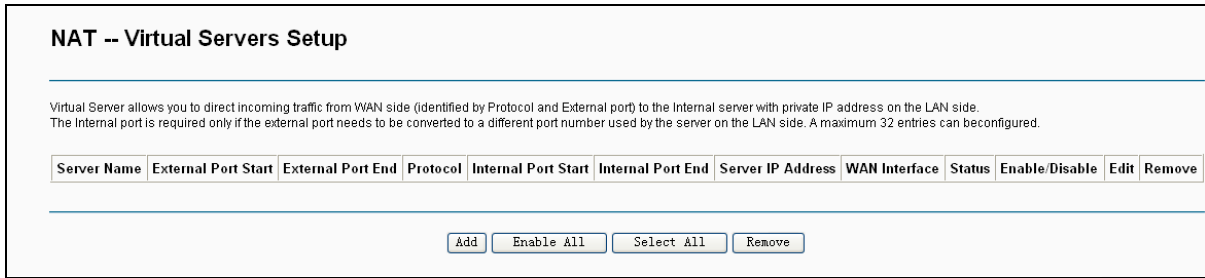 NAT -- Virtual Servers Setup
Virtual Server allows you to direct incoming traffic from WAN side (identified by Protocol and External port) to the Internal server with private IP address on the LAN side.
The Internal port is required only if the external port needs to be converted to a different port number used by the server on the LAN side. A maximum 32 entries can beconfigured.
Server Name External Port Start External Port End Protocol Internal Port Start Internal Port End Server IP Address WAN Interface Status Enable/Disable Edit Remove
Add Enable All Select All Remove